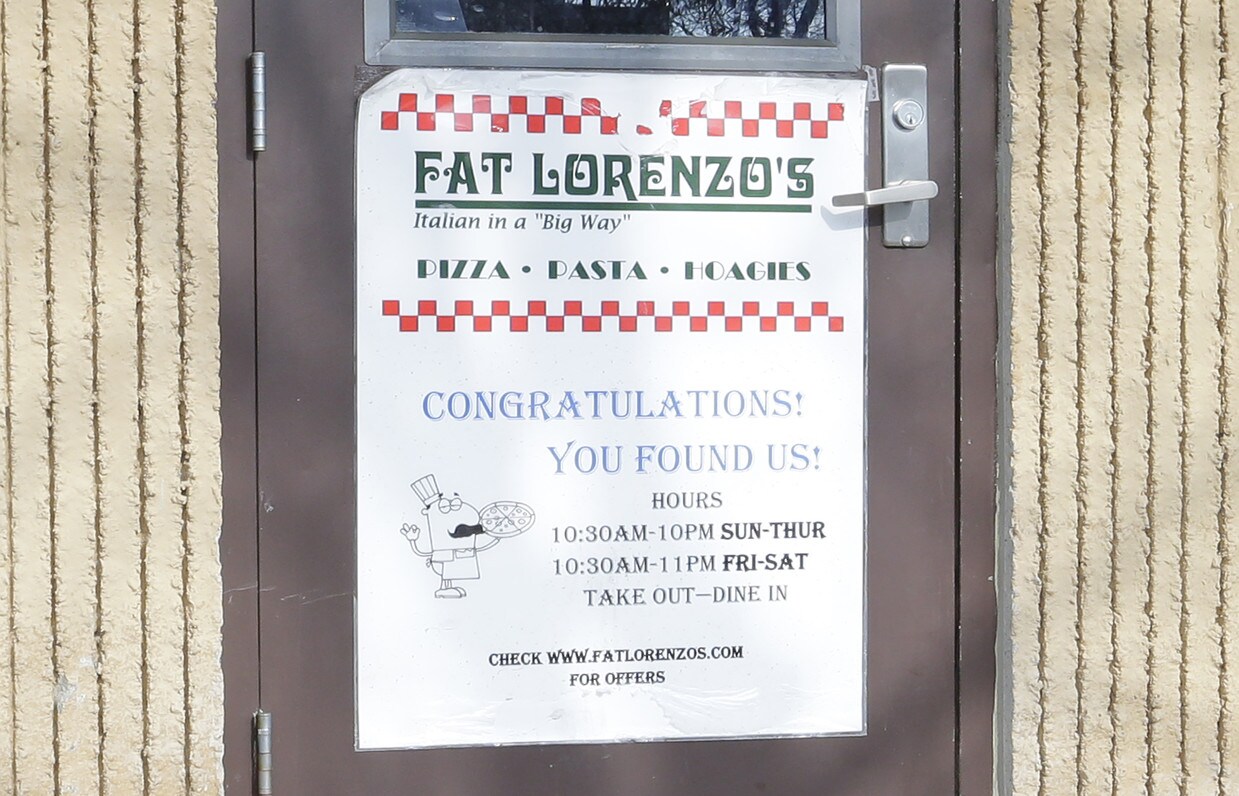 FAT LORENZO'S
Italian in a "Big Way"
PIZZA • PASTA • HOAGIES
CONGRATULATIONS!
YOU FOUND US!
HOURS
10:30AM-10PM SUN-THUR
10:30AM-11PM FRI-SAT
TAKE OUT—DINE IN
CHECK WWW.FATLORENZOS.COM
FOR OFFERS